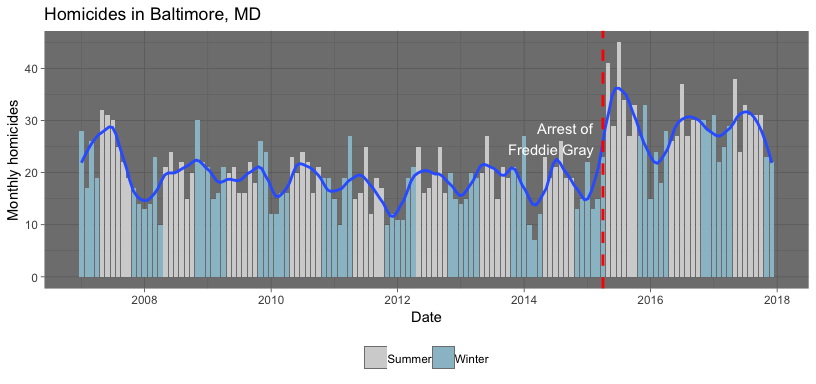 Homicides in Baltimore, MD
Monthly homicides
40
30
20
10
0
Arrest of
Freddie Gray
2008 2010 2012 2014 2016 2018
Date
Summer Winter